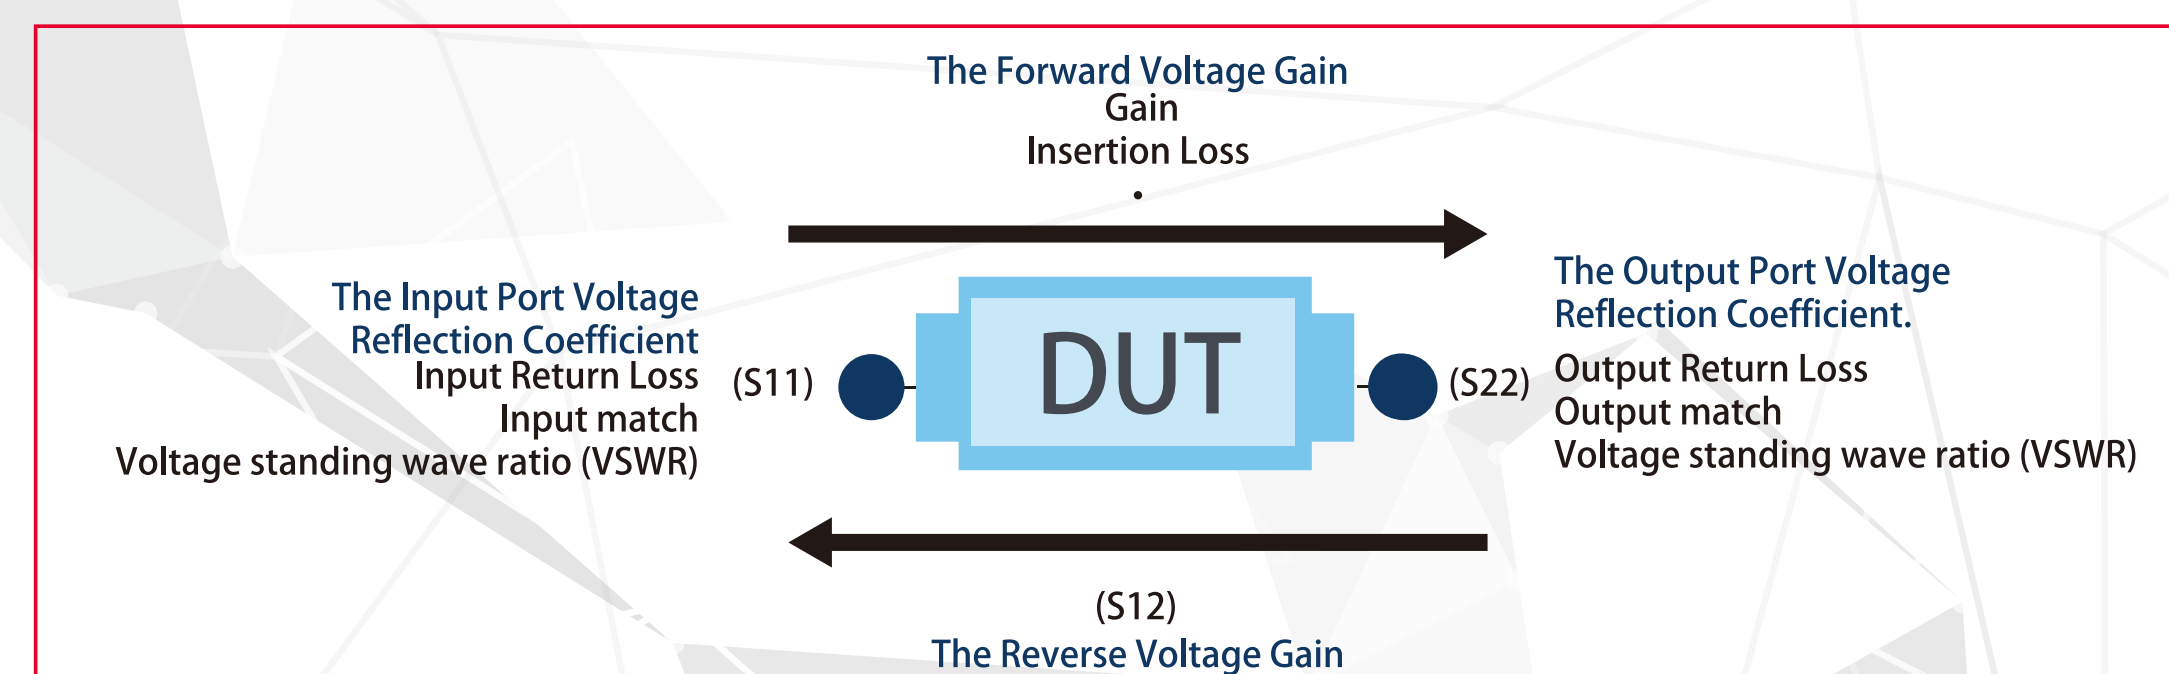 The Forward Voltage Gain
Gain
Insertion Loss
.
The Input Port Voltage
Reflection Coefficient
Input Return Loss
Input match
Voltage standing wave ratio (VSWR)
(S11)
DUT
(S22)
The Output Port Voltage
Reflection Coefficient.
Output Return Loss
Output match
Voltage standing wave ratio (VSWR)
(S12)
The Reverse Voltage Gain